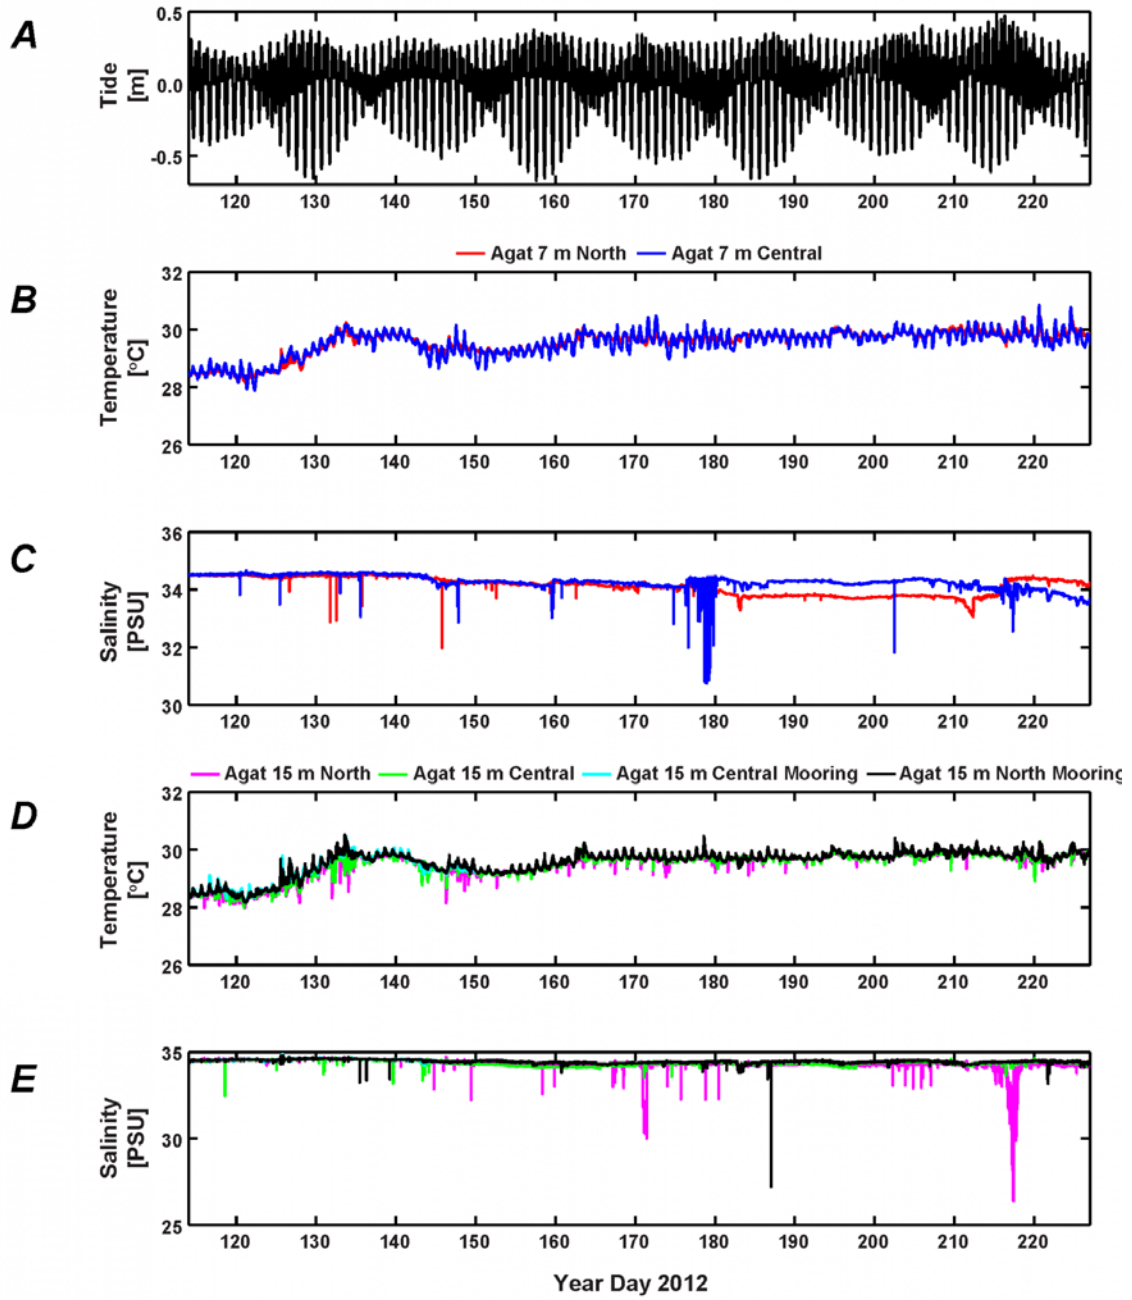 A
Tide
[m]
0.5
0.0
-0.5
120 130 140 150 160 170 180 190 200 210 220
Agat 7 m North Agat 7 m Central
B
Temperature
[°C]
32
30
28
26
120 130 140 150 160 170 180 190 200 210 220
C
Salinity
[PSU]
36
34
32
30
120 130 140 150 160 170 180 190 200 210 220
Agat 15 m North Agat 15 m Central Agat 15 m Central Mooring Agat 15 m North Mooring
D
Temperature
[°C]
32
30
28
26
120 130 140 150 160 170 180 190 200 210 220
E
Salinity
[PSU]
35
30
25
120 130 140 150 160 170 180 190 200 210 220
Year Day 2012